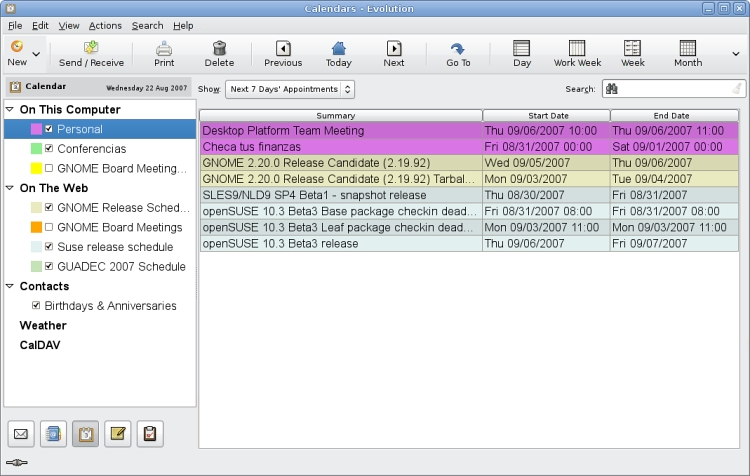 Calendars - Evolution
File Edit View Actions Search Help
New Send / Receive Print Delete Previous Today Next Go To Day Work Week Week Month
Calendar Wednesday 22 Aug 2007 Show: Next 7 Days' Appointments Search:
On This Computer
Personal
Conferencias
GNOME Board Meeting...
On The Web
GNOME Release Sched...
GNOME Board Meetings
Suse release schedule
GUADEC 2007 Schedule
Contacts
Birthdays & Anniversaries
Weather
CalDAV
Summary Start Date End Date
Desktop Platform Team Meeting Thu 09/06/2007 10:00 Thu 09/06/2007 11:00
Checa tus finanzas Fri 08/31/2007 00:00 Sat 09/01/2007 00:00
GNOME 2.20.0 Release Candidate (2.19.92) Wed 09/05/2007 Thu 09/06/2007
GNOME 2.20.0 Release Candidate (2.19.92) Tarbal... Mon 09/03/2007 Tue 09/04/2007
SLES9/NLD9 SP4 Beta1 - snapshot release Thu 08/30/2007 Fri 08/31/2007
openSUSE 10.3 Beta3 Base package checkin dead... Fri 08/31/2007 08:00 Fri 08/31/2007 08:00
openSUSE 10.3 Beta3 Leaf package checkin dead... Mon 09/03/2007 11:00 Mon 09/03/2007 11:00
openSUSE 10.3 Beta3 release Thu 09/06/2007 Fri 09/07/2007